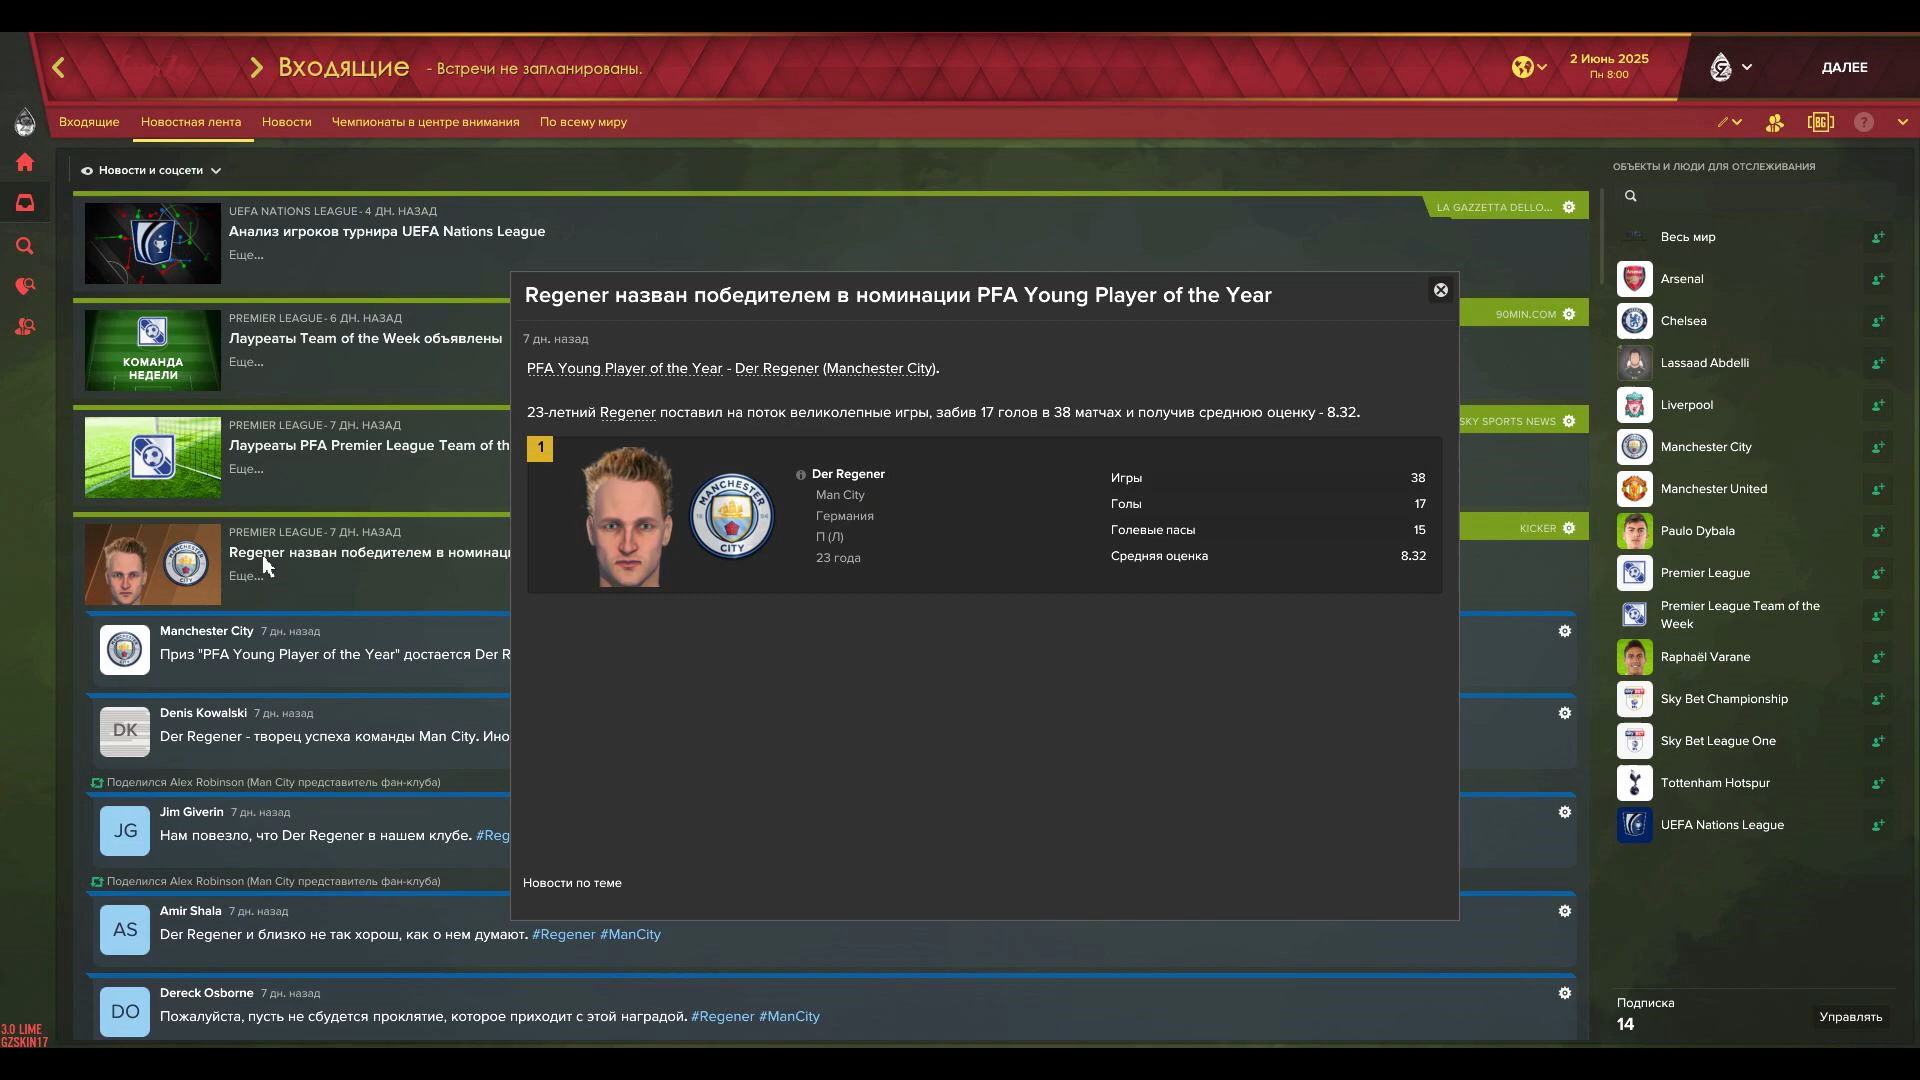 Входящие - Встречи не запланированы.
2 Июнь 2025
Пн 8:00
ДАЛЕЕ
Входящие Новостная лента Новости Чемпионаты в центре внимания По всему миру
BG
?
Новости и соцсети
UEFA NATIONS LEAGUE - 4 ДН. НАЗАД
LA GAZZETTA DELLO...
Анализ игроков турнира UEFA Nations League
Еще...
PREMIER LEAGUE - 6 ДН. НАЗАД
90MIN.COM
Лауреаты Team of the Week объявлены
Еще...
КОМАНДА
НЕДЕЛИ
PREMIER LEAGUE - 7 ДН. НАЗАД
SKY SPORTS NEWS
Лауреаты PFA Premier League Team of th
Еще...
PREMIER LEAGUE - 7 ДН. НАЗАД
KICKER
Regener назван победителем в номинац
Еще...
Manchester City 7 дн. назад
Приз "PFA Young Player of the Year" достается Der R
DK
Denis Kowalski 7 дн. назад
Der Regener - творец успеха команды Man City. Ино
Поделился Alex Robinson (Man City представитель фан-клуба)
JG
Jim Giverin 7 дн. назад
Нам повезло, что Der Regener в нашем клубе. #Reg
Поделился Alex Robinson (Man City представитель фан-клуба)
AS
Amir Shala 7 дн. назад
Der Regener и близко не так хорош, как о нем думают. #Regener #ManCity
DO
Dereck Osborne 7 дн. назад
Пожалуйста, пусть не сбудется проклятие, которое приходит с этой наградой. #Regener #ManCity
Regener назван победителем в номинации PFA Young Player of the Year
7 дн. назад
PFA Young Player of the Year - Der Regener (Manchester City).
23-летний Regener поставил на поток великолепные игры, забив 17 голов в 38 матчах и получив среднюю оценку - 8.32.
1
MANCHESTER
18 94
CITY
Der Regener
Man City
Германия
П (Л)
23 года
Игры 38
Голы 17
Голевые пасы 15
Средняя оценка 8.32
Новости по теме
ОБЪЕКТЫ И ЛЮДИ ДЛЯ ОТСЛЕЖИВАНИЯ
Весь мир
Arsenal
Chelsea
Lassaad Abdelli
Liverpool
Manchester City
Manchester United
Paulo Dybala
Premier League
Premier League Team of the
Week
Raphaël Varane
Sky Bet Championship
Sky Bet League One
Tottenham Hotspur
UEFA Nations League
Подписка
14
Управлять
3.0 LIME
GZSKIN17